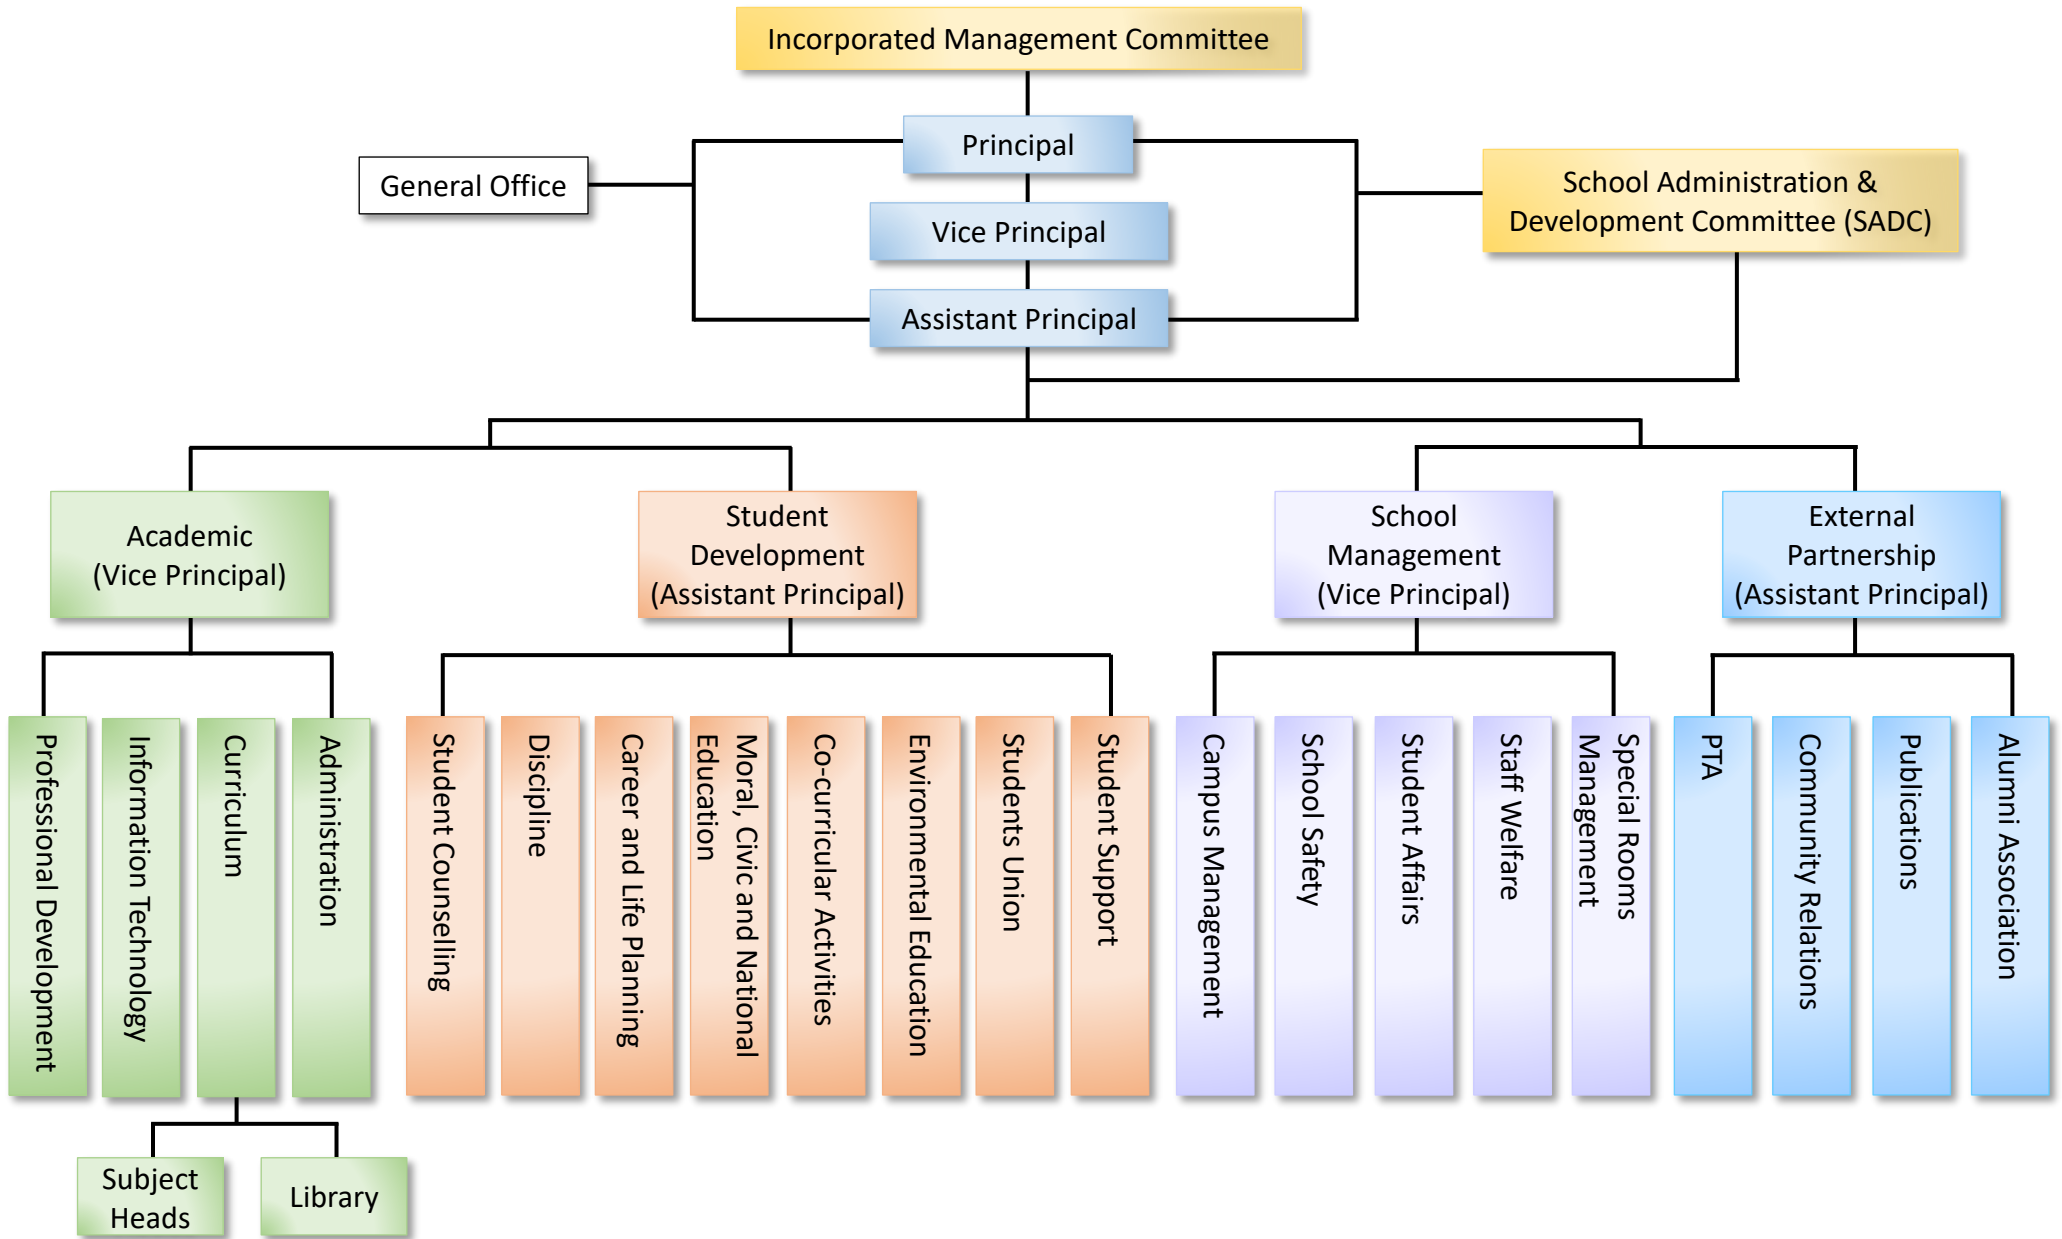 Incorporated Management Committee
Principal
General Office
School Administration &
Development Committee (SADC)
Vice Principal
Assistant Principal
Academic
(Vice Principal)
Student
Development
(Assistant Principal)
School
Management
(Vice Principal)
External
Partnership
(Assistant Principal)
Professional Development
Information Technology
Curriculum
Administration
Student Counselling
Discipline
Career and Life Planning
Moral, Civic and National
Education
Co-curricular Activities
Environmental Education
Students Union
Student Support
Campus Management
School Safety
Student Affairs
Staff Welfare
Special Rooms
Management
PTA
Community Relations
Publications
Alumni Association
Subject
Heads
Library